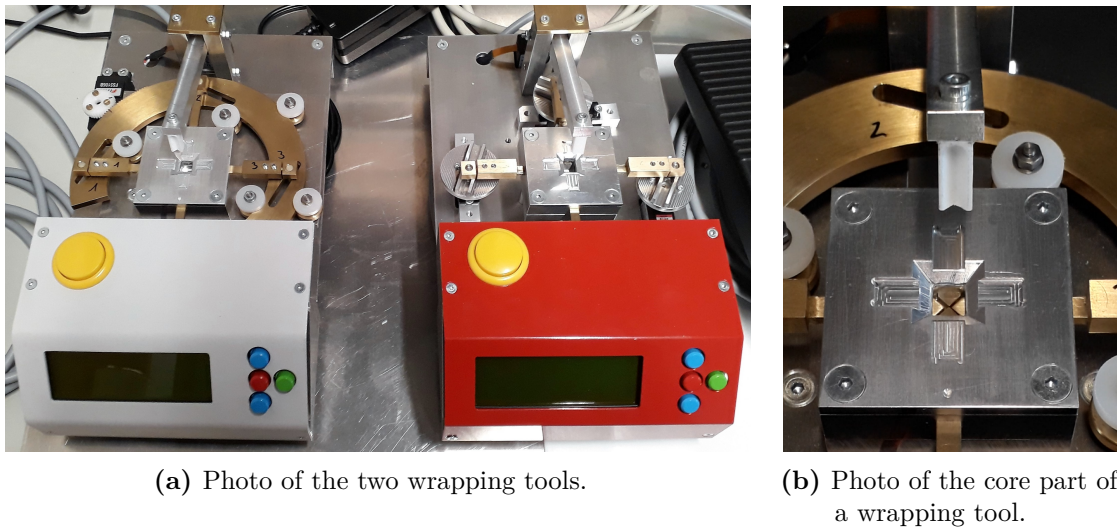 2
1
1
3 3
2
(a) Photo of the two wrapping tools.
(b) Photo of the core part of
a wrapping tool.